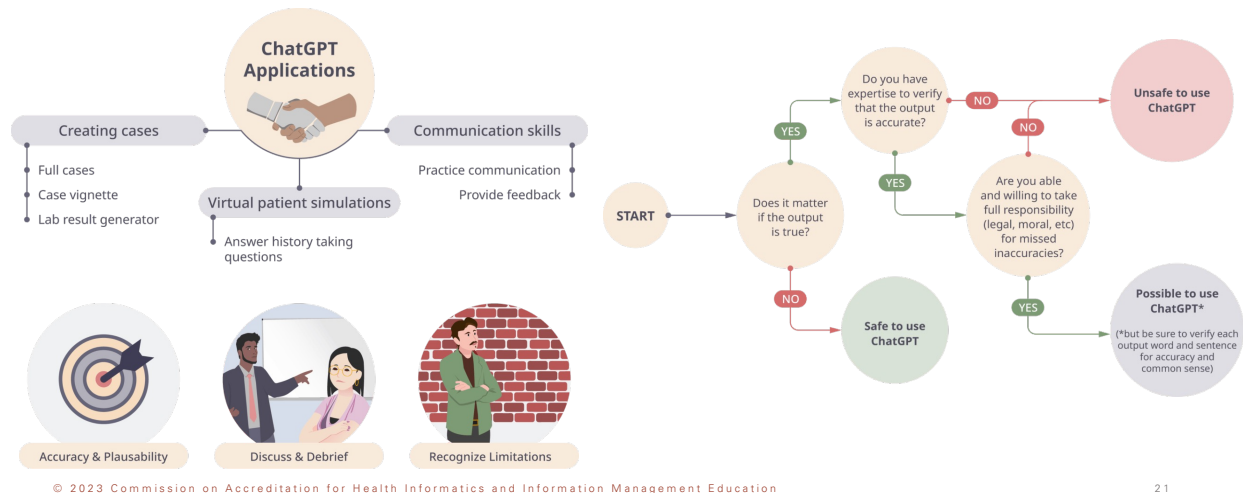 ChatGPT
Applications
Creating cases
Full cases
Case vignette
Lab result generator
Virtual patient simulations
Answer history taking
questions
Communication skills
Practice communication
Provide feedback
Accuracy & Plausability
Discuss & Debrief
Recognize Limitations
START
Does it matter
if the output
is true?
YES
NO
Do you have
expertise to verify
that the output
is accurate?
NO
YES
Safe to use
ChatGPT
Are you able
and willing to take
full responsibility
(legal, moral, etc)
for missed
inaccuracies?
NO
YES
Unsafe to use
ChatGPT
Possible to use
ChatGPT*
(*but be sure to verify each
output word and sentence
for accuracy and
common sense)
© 2023 Commission on Accreditation for Health Informatics and Information Management Education
21